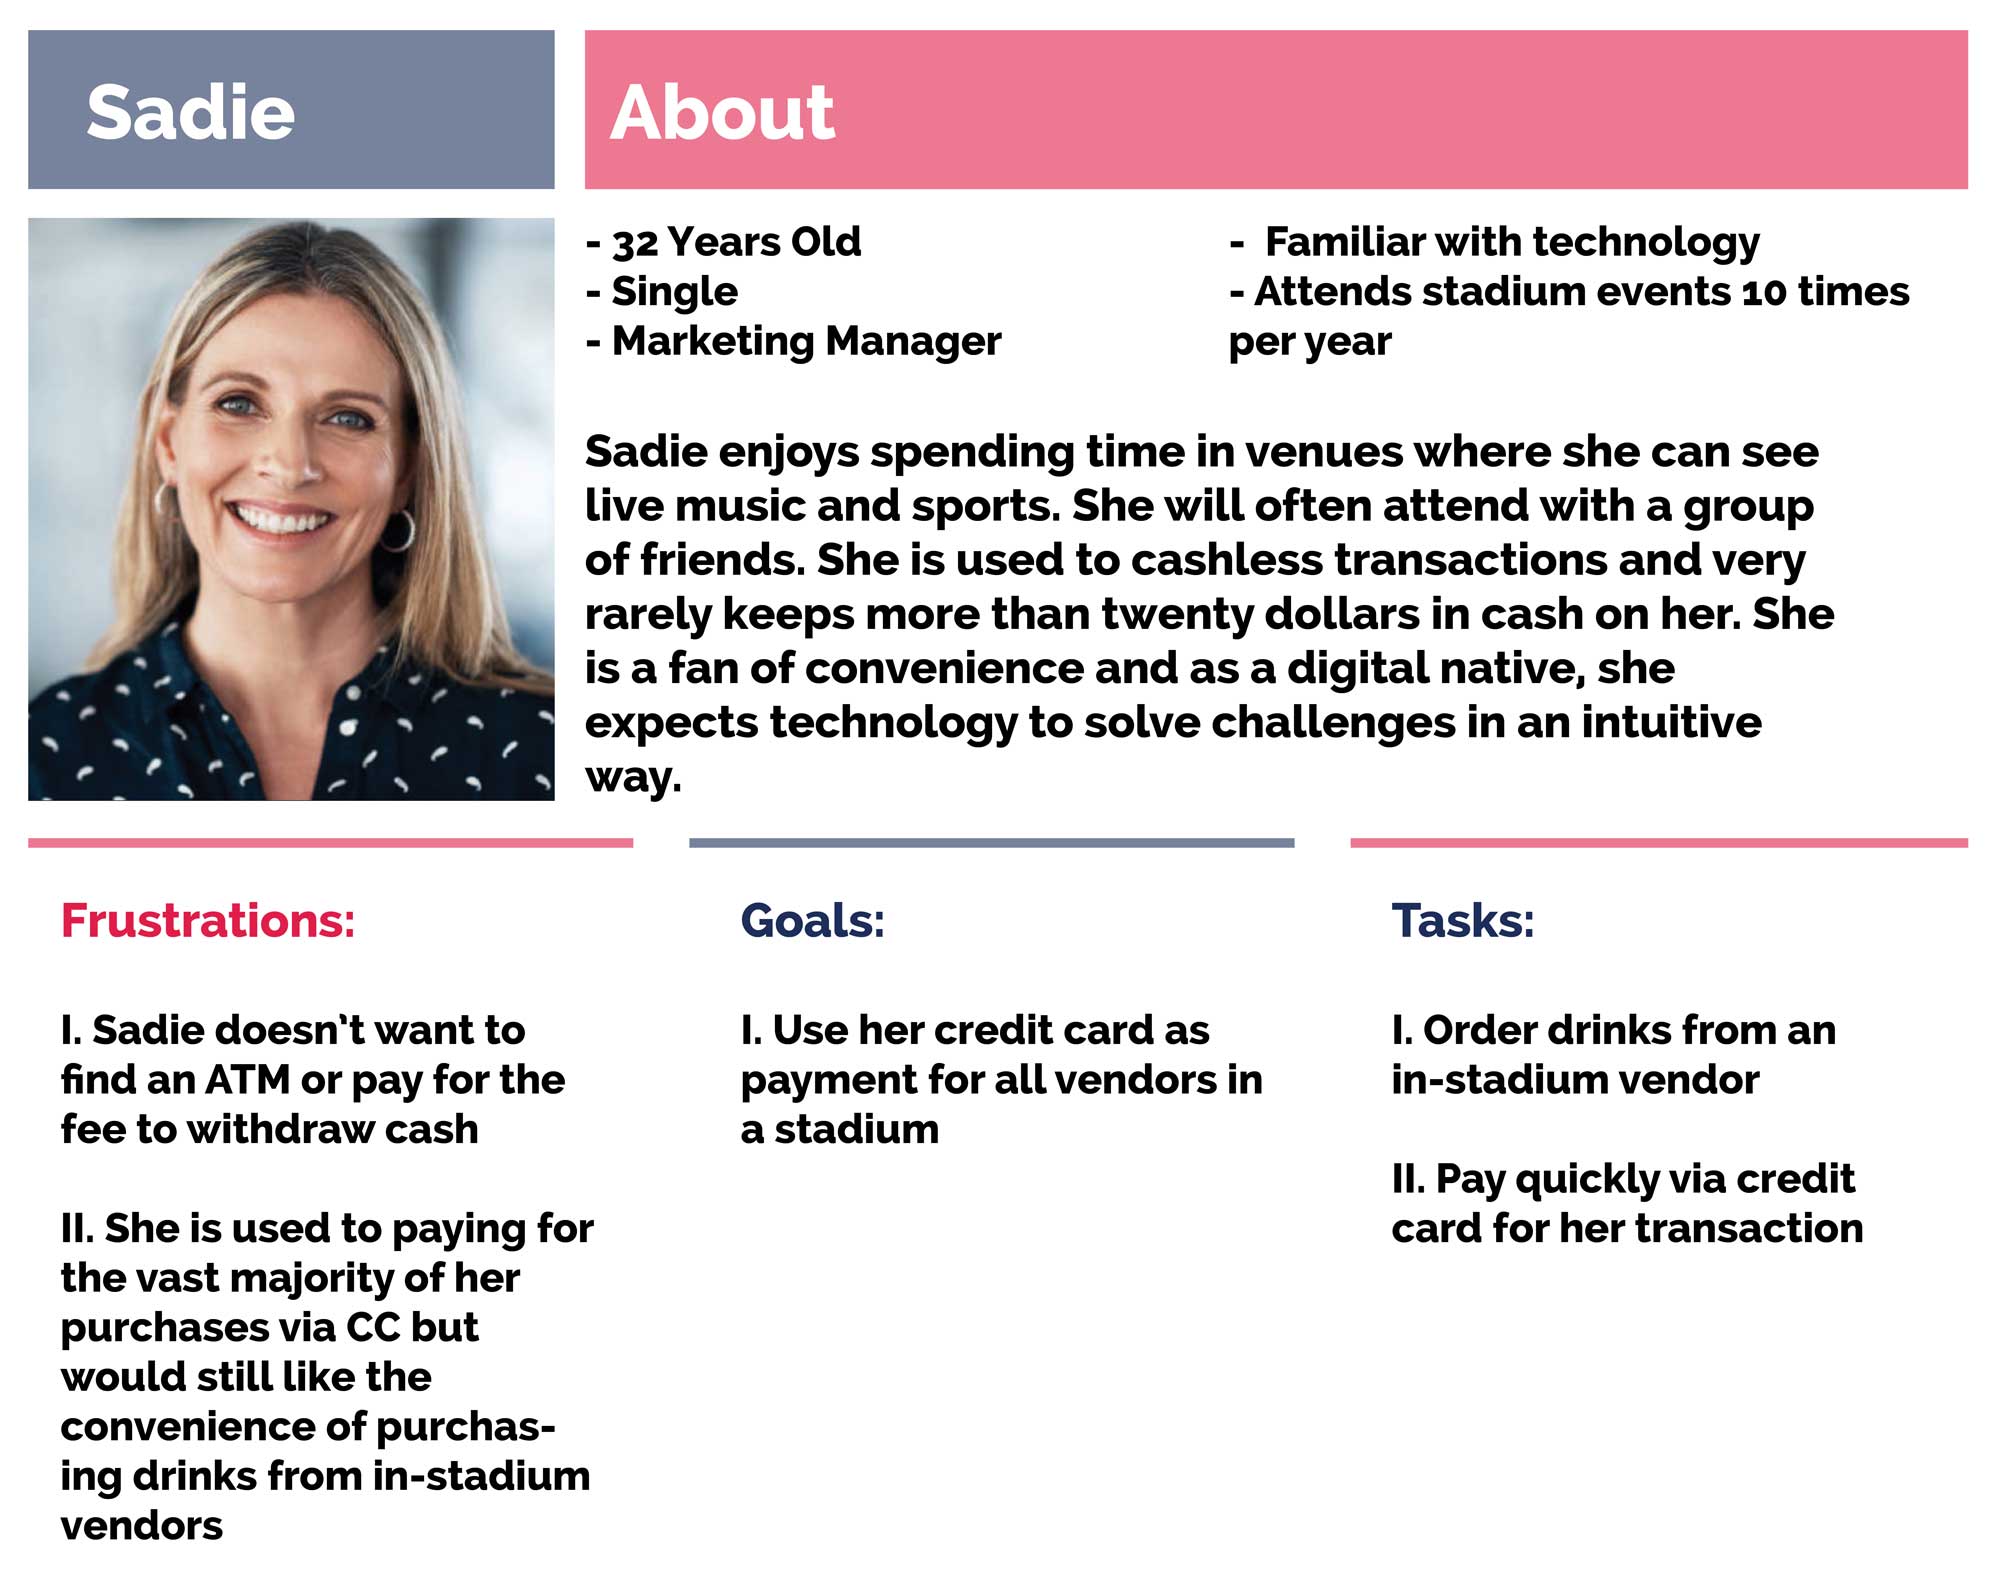 Sadie
About
- 32 Years Old
- Single
- Marketing Manager
- Familiar with technology
- Attends stadium events 10 times
per year
Sadie enjoys spending time in venues where she can see
live music and sports. She will often attend with a group
of friends. She is used to cashless transactions and very
rarely keeps more than twenty dollars in cash on her. She
is a fan of convenience and as a digital native, she
expects technology to solve challenges in an intuitive
way.
Frustrations:
I. Sadie doesn't want to
find an ATM or pay for the
fee to withdraw cash
II. She is used to paying for
the vast majority of her
purchases via CC but
would still like the
convenience of purchas-
ing drinks from in-stadium
vendors
Goals:
I. Use her credit card as
payment for all vendors in
a stadium
Tasks:
I. Order drinks from an
in-stadium vendor
II. Pay quickly via credit
card for her transaction